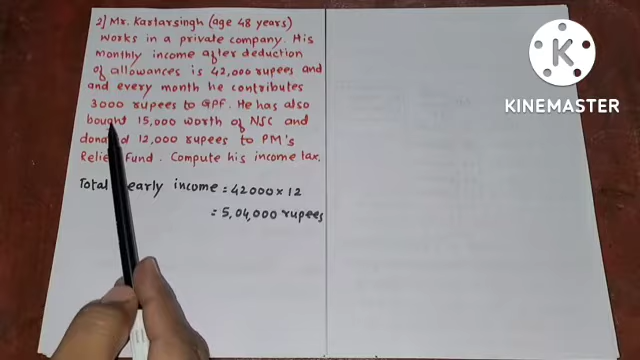 2] Mr. Kartarsingh (age 48 years)
works in a private company. His
monthly income after deduction
of allowances is 42,000 rupees and
and every month he contributes
3000 rupees to GPF. He has also
bought 15,000 worth of NSC and
donated 12,000 rupees to PM's
Relief Fund. Compute his income tax.
Total yearly income = 42000 × 12
= 5,04,000 rupees
KINEMASTER